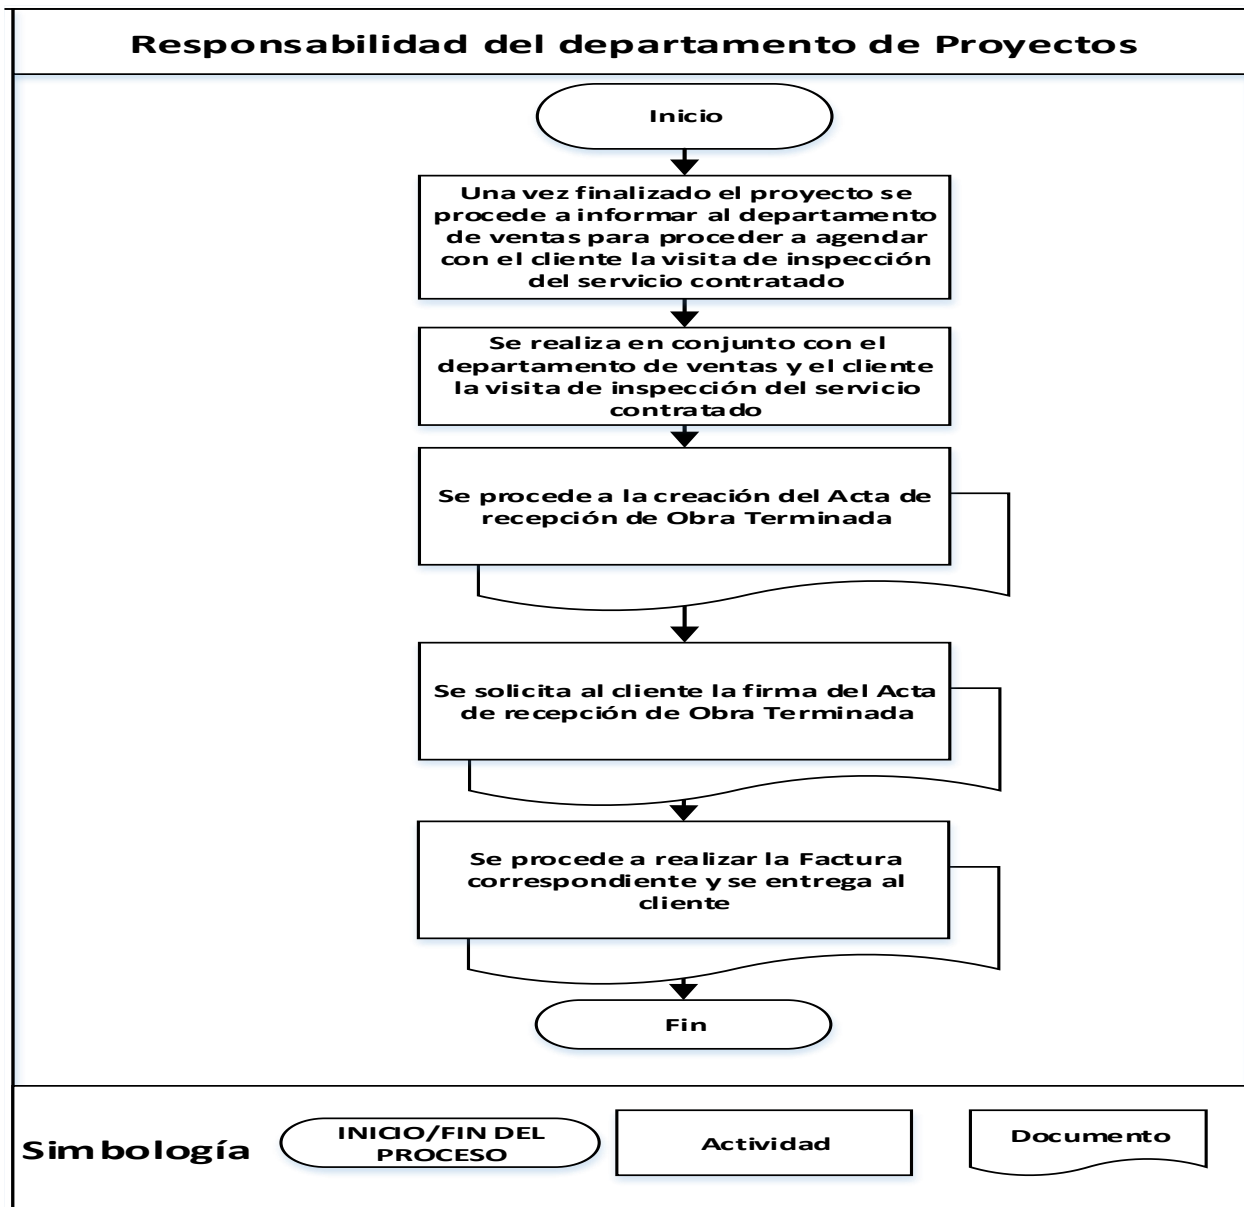 Responsabilidad del departamento de Proyectos
Inicio
Una vez finalizado el proyecto se
procede a informar al departamento
de ventas para proceder a agendar
con el cliente la visita de inspección
del servicio contratado
Se realiza en conjunto con el
departamento de ventas y el cliente
la visita de inspección del servicio
contratado
Se procede a la creación del Acta de
recepción de Obra Terminada
Se solicita al cliente la firma del Acta
de recepción de Obra Terminada
Se procede a realizar la Factura
correspondiente y se entrega al
cliente
Fin
Simbología
INICIO/FIN DEL
PROCESO
Actividad
Documento